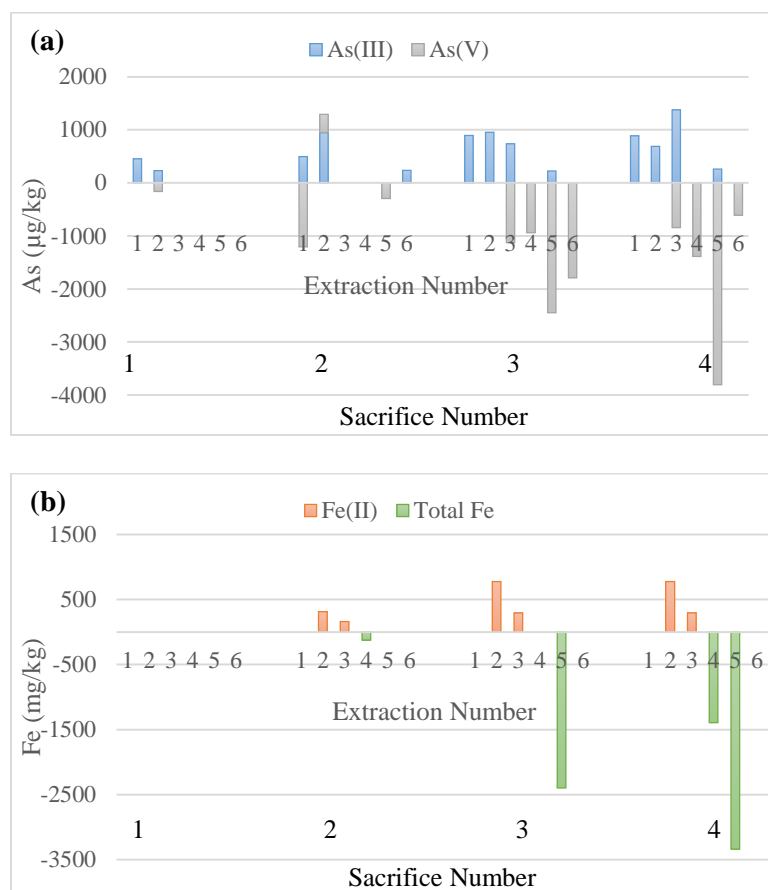 (a)
As(III) As(V)
2000
1000
0
-1000
-2000
-3000
-4000
As (µg/kg)
1 2 3 4 5 6 1 2 3 4 5 6 1 2 3 4 5 6 1 2 3 4 5 6
Extraction Number
1 2 3 4
Sacrifice Number
(b)
Fe(II) Total Fe
1500
500
-500
-1500
-2500
-3500
Fe (mg/kg)
1 2 3 4 5 6 1 2 3 4 5 6 1 2 3 4 5 6 1 2 3 4 5 6
Extraction Number
1 2 3 4
Sacrifice Number